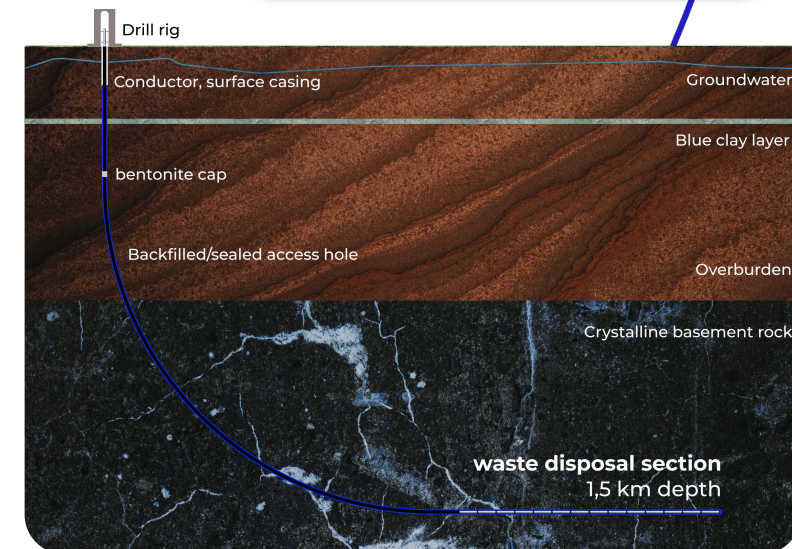 Drill rig
Conductor, surface casing
Groundwater
Blue clay layer
bentonite cap
Backfilled/sealed access hole
Overburden
Crystalline basement rock
waste disposal section
1,5 km depth